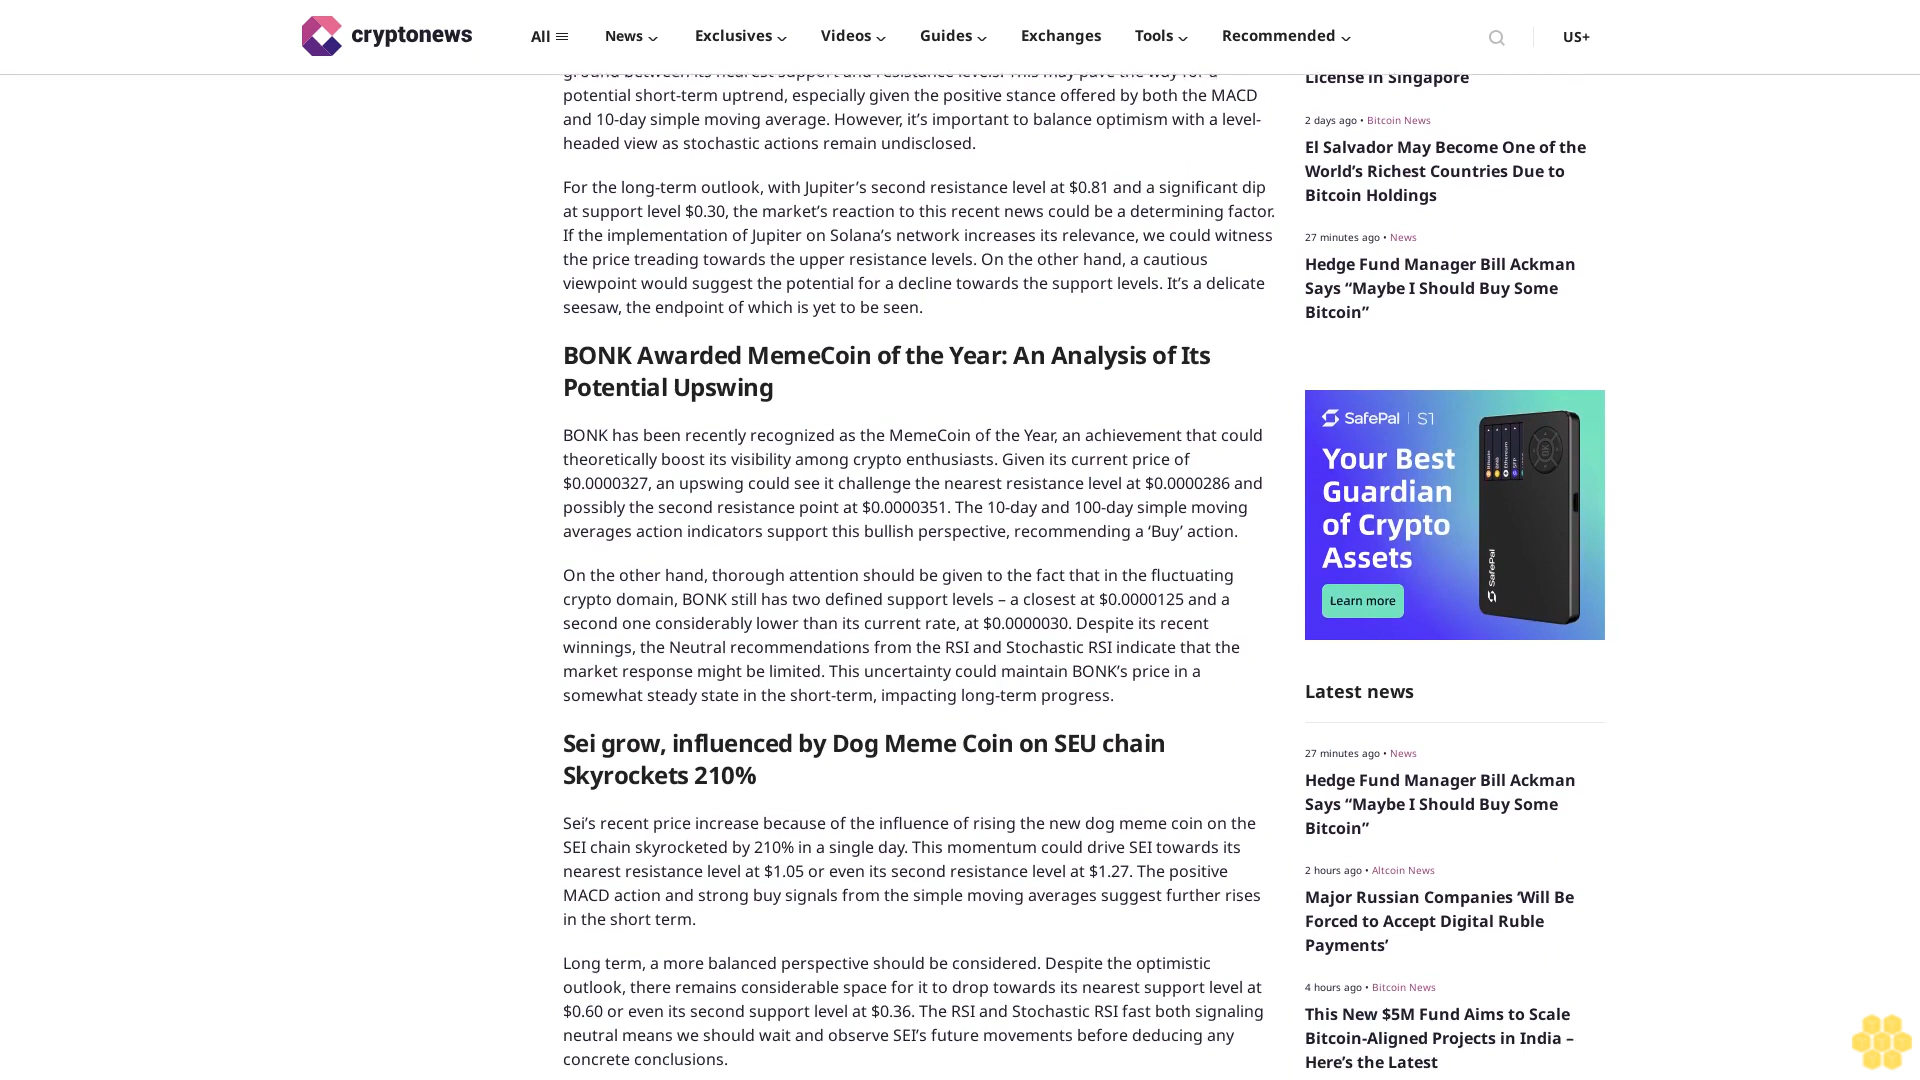 cryptonews
All
News
Exclusives
Videos
Guides
Exchanges
Tools
Recommended
US+
ground between its nearest support and resistance levels. This may pave the way for a
potential short-term uptrend, especially given the positive stance offered by both the MACD
and 10-day simple moving average. However, it’s important to balance optimism with a level-
headed view as stochastic actions remain undisclosed.
For the long-term outlook, with Jupiter’s second resistance level at $0.81 and a significant dip
at support level $0.30, the market’s reaction to this recent news could be a determining factor.
If the implementation of Jupiter on Solana’s network increases its relevance, we could witness
the price treading towards the upper resistance levels. On the other hand, a cautious
viewpoint would suggest the potential for a decline towards the support levels. It’s a delicate
seesaw, the endpoint of which is yet to be seen.
BONK Awarded MemeCoin of the Year: An Analysis of Its
Potential Upswing
BONK has been recently recognized as the MemeCoin of the Year, an achievement that could
theoretically boost its visibility among crypto enthusiasts. Given its current price of
$0.0000327, an upswing could see it challenge the nearest resistance level at $0.0000286 and
possibly the second resistance point at $0.0000351. The 10-day and 100-day simple moving
averages action indicators support this bullish perspective, recommending a ‘Buy’ action.
On the other hand, thorough attention should be given to the fact that in the fluctuating
crypto domain, BONK still has two defined support levels – a closest at $0.0000125 and a
second one considerably lower than its current rate, at $0.0000030. Despite its recent
winnings, the Neutral recommendations from the RSI and Stochastic RSI indicate that the
market response might be limited. This uncertainty could maintain BONK’s price in a
somewhat steady state in the short-term, impacting long-term progress.
Sei grow, influenced by Dog Meme Coin on SEU chain
Skyrockets 210%
Sei’s recent price increase because of the influence of rising the new dog meme coin on the
SEI chain skyrocketed by 210% in a single day. This momentum could drive SEI towards its
nearest resistance level at $1.05 or even its second resistance level at $1.27. The positive
MACD action and strong buy signals from the simple moving averages suggest further rises
in the short term.
Long term, a more balanced perspective should be considered. Despite the optimistic
outlook, there remains considerable space for it to drop towards its nearest support level at
$0.60 or even its second support level at $0.36. The RSI and Stochastic RSI fast both signaling
neutral means we should wait and observe SEI’s future movements before deducing any
concrete conclusions.
License in Singapore
2 days ago • Bitcoin News
El Salvador May Become One of the
World’s Richest Countries Due to
Bitcoin Holdings
27 minutes ago • News
Hedge Fund Manager Bill Ackman
Says “Maybe I Should Buy Some
Bitcoin”
SafePal | S1
Your Best
Guardian
of Crypto
Assets
Learn more
SafePal
Latest news
27 minutes ago • News
Hedge Fund Manager Bill Ackman
Says “Maybe I Should Buy Some
Bitcoin”
2 hours ago • Altcoin News
Major Russian Companies ‘Will Be
Forced to Accept Digital Ruble
Payments’
4 hours ago • Bitcoin News
This New $5M Fund Aims to Scale
Bitcoin-Aligned Projects in India –
Here’s the Latest